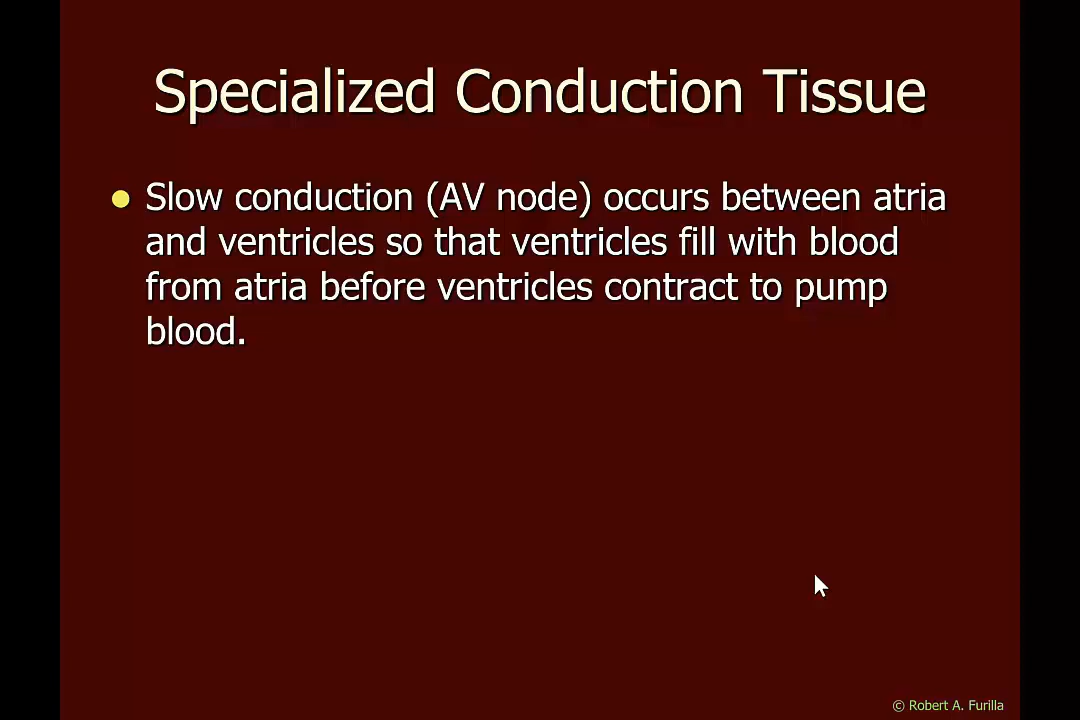 Specialized Conduction Tissue
Slow conduction (AV node) occurs between atria
and ventricles so that ventricles fill with blood
from atria before ventricles contract to pump
blood.
© Robert A. Furilla